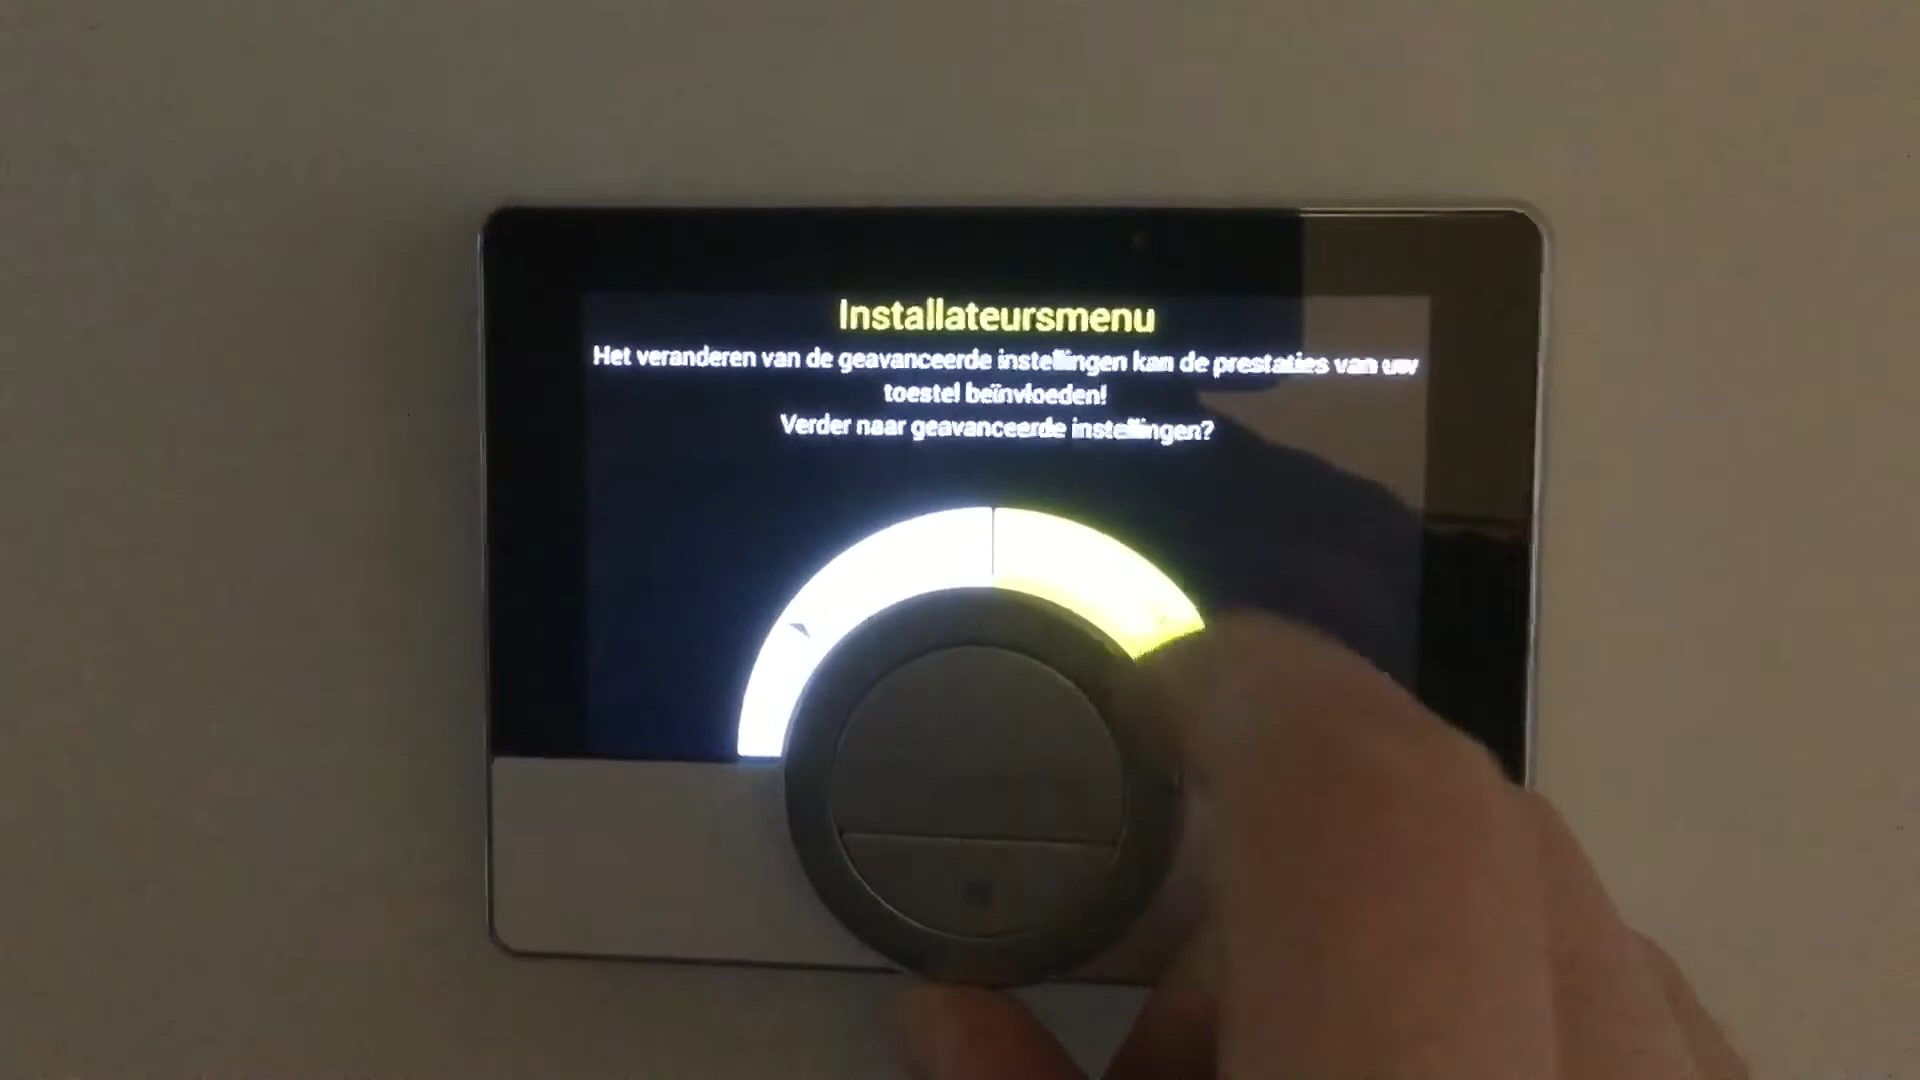 Installateursmenu
Het veranderen van de geavanceerde instellingen kan de prestaties van uw
toestel beïnvloeden!
Verder naar geavanceerde instellingen?